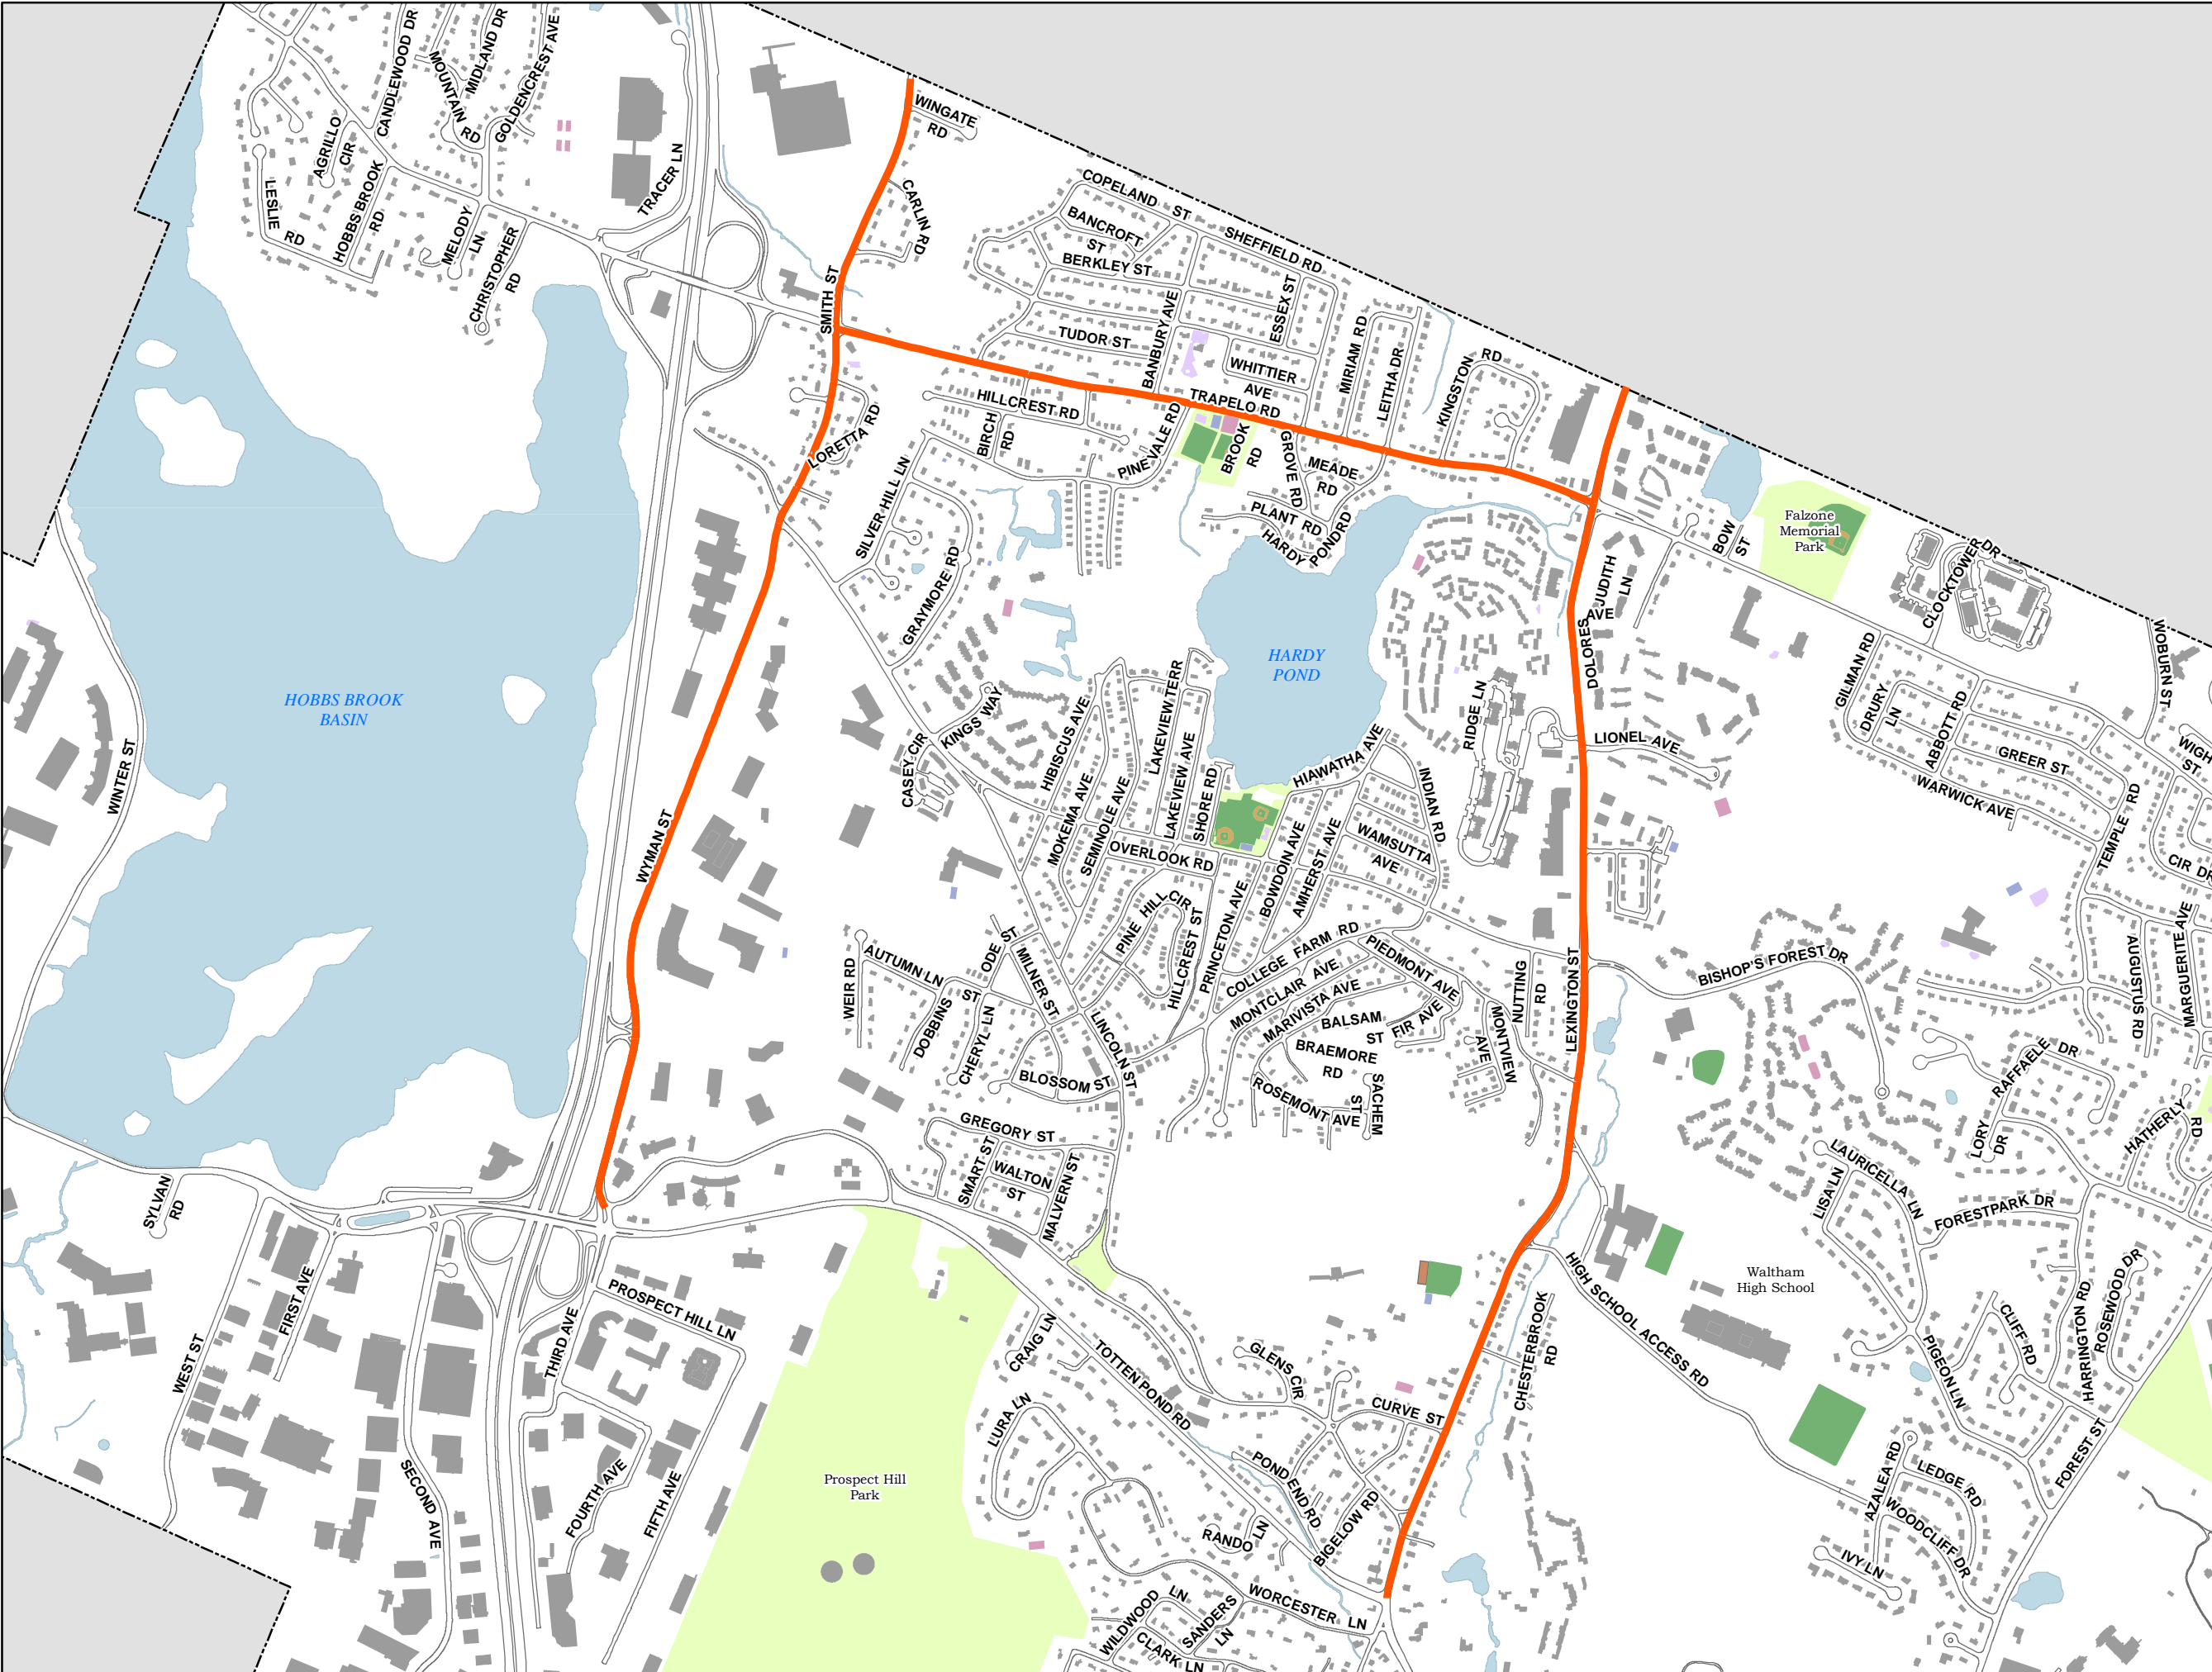 CANDLEWOOD DR
MIDLAND DR
MOUNTAIN
RD
GOLDENCREST AVE
AGRILLO
CIR
LESLIE
RD
HOBBS BROOK
RD
MELODY
LN
CHRISTOPHER
RD
TRACER LN
WINGATE
RD
CARLIN RD
SMITH ST
COPELAND ST
BANCROFT
ST
SHEFFIELD RD
BERKLEY ST
ESSEX ST
BANBURY AVE
TUDOR ST
WHITTIER
AVE
MIRIAM RD
LEITHA DR
KINGSTON
RD
TRAPELO RD
HILLCREST RD
BIRCH
RD
PINE VALE RD
BROOK
RD
GROVE RD
MEADE
RD
PLANT RD
HARDY
PONDRD
LORETTA RD
SILVER HILL LN
GRAYMORE RD
BOW
ST
Falzone
Memorial
Park
CLOCKTOWER
DR
JUDITH
LN
DOLORES
AVE
WOBURN ST
GILMAN RD
DRURY
LN
ABBOTT RD
GREER ST
WARWICK AVE
TEMPLE RD
WIGH
ST
CIR DR
HOBBS BROOK
BASIN
HARDY
POND
WINTER ST
WYMAN ST
KINGS WAY
CASEY CIR
HIBISCUS AVE
MOKEMA AVE
SEMINOLE AVE
LAKEVIEW TERR
LAKEVIEW AVE
SHORE RD
OVERLOOK RD
HIAWATHA AVE
INDIAN RD
WAMSUTTA
AVE
RIDGE LN
LIONEL AVE
BOWDOIN AVE
AMHERST AVE
PRINCETON AVE
PINE HILL CIR
HILLCREST ST
COLLEGE FARM RD
MONTCLAIR AVE
MARIVISTA AVE
PIEDMONT AVE
BALSAM
ST
FIR AVE
BRAEMORE
RD
ROSEMONT AVE
SACHEM
ST
MONTVIEW
AVE
NUTTING
RD
LEXINGTON ST
BISHOP'S FOREST DR
AUGUSTUS RD
MARGUERITE AVE
WEIR RD
AUTUMN LN
ODE ST
MILNER ST
DOBBINS
ST
CHERYL LN
LINCOLN ST
BLOSSOM ST
GREGORY ST
SMART ST
WALTON
ST
MALVERN ST
RAFFAELE
DR
LORY
DR
HATHERLY
RD
LAURICELLA
LN
LISA LN
FORESTPARK DR
SYLVAN
RD
FIRST AVE
WEST ST
SECOND AVE
THIRD AVE
PROSPECT HILL LN
FOURTH AVE
FIFTH AVE
Prospect Hill
Park
CRAIG LN
LURA LN
TOTTEN POND RD
GLENS CIR
CURVE ST
POND END RD
BIGELOW RD
RANDO
LN
WORCESTER LN
WILDWOOD
LN
SANDERS
LN
CLARK LN
CHESTERBROOK
RD
HIGH SCHOOL ACCESS RD
Waltham
High School
PIGEON LN
CLIFF RD
HARRINGTON RD
ROSEWOOD DR
FOREST ST
AZALEA RD
LEDGE RD
WOODCLIFF DR
IVY LN